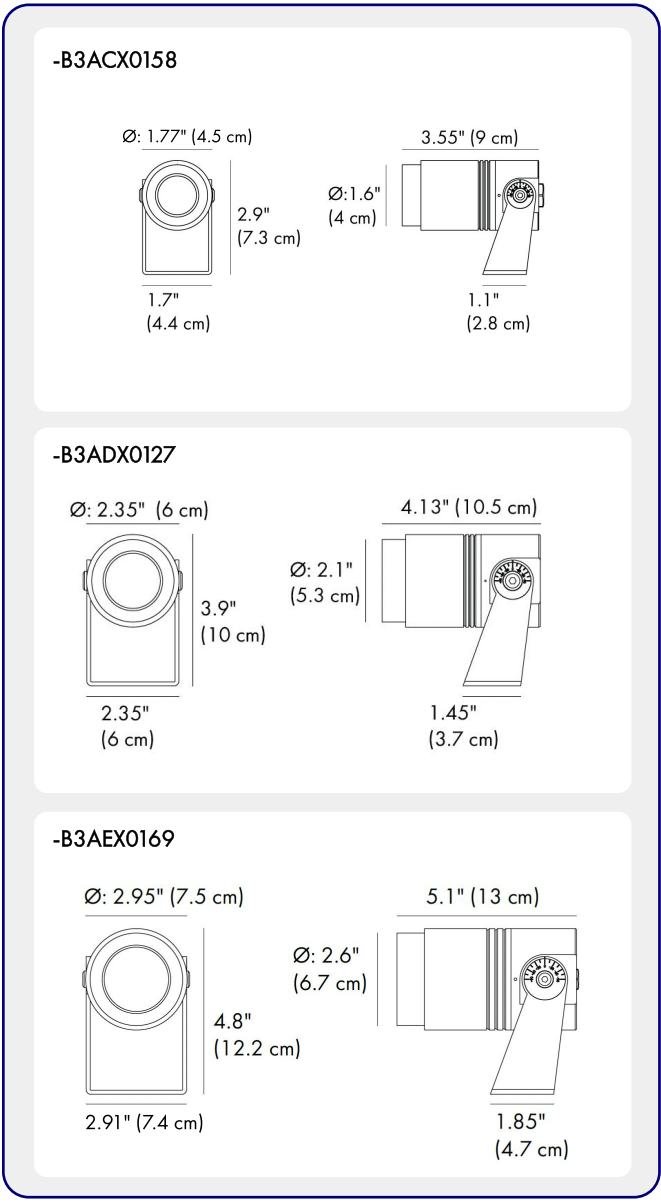 -B3ACX0158
Ø: 1.77" (4.5 cm)
3.55" (9 cm)
Ø:1.6"
(4 cm)
2.9"
(7.3 cm)
1.7"
(4.4 cm)
1.1"
(2.8 cm)
-B3ADX0127
Ø: 2.35" (6 cm)
4.13" (10.5 cm)
Ø: 2.1"
(5.3 cm)
3.9"
(10 cm)
2.35"
(6 cm)
1.45"
(3.7 cm)
-B3AEX0169
Ø: 2.95" (7.5 cm)
5.1" (13 cm)
Ø: 2.6"
(6.7 cm)
4.8"
(12.2 cm)
2.91" (7.4 cm)
1.85"
(4.7 cm)